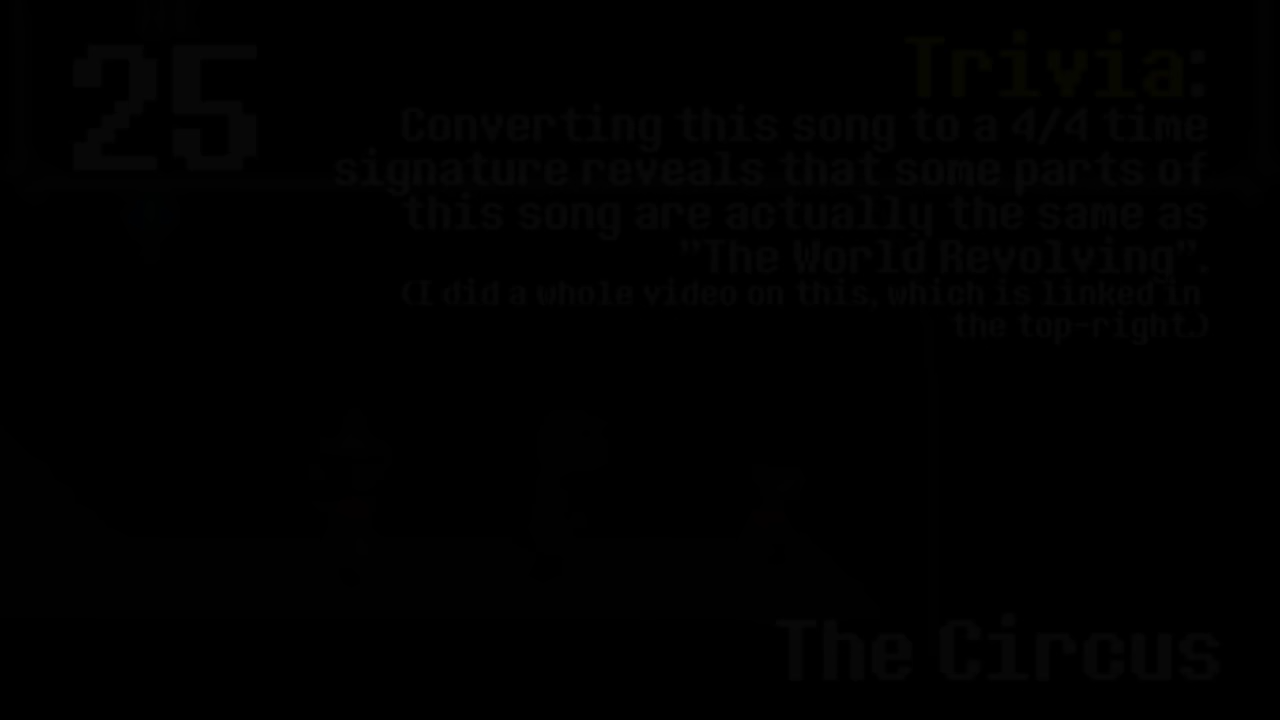 25
Trivia:
Converting this song to a 4/4 time
signature reveals that some parts of
this song are actually the same as
"The World Revolving".
(I did a whole video on this, which is linked in
the top-right.)
The Circus